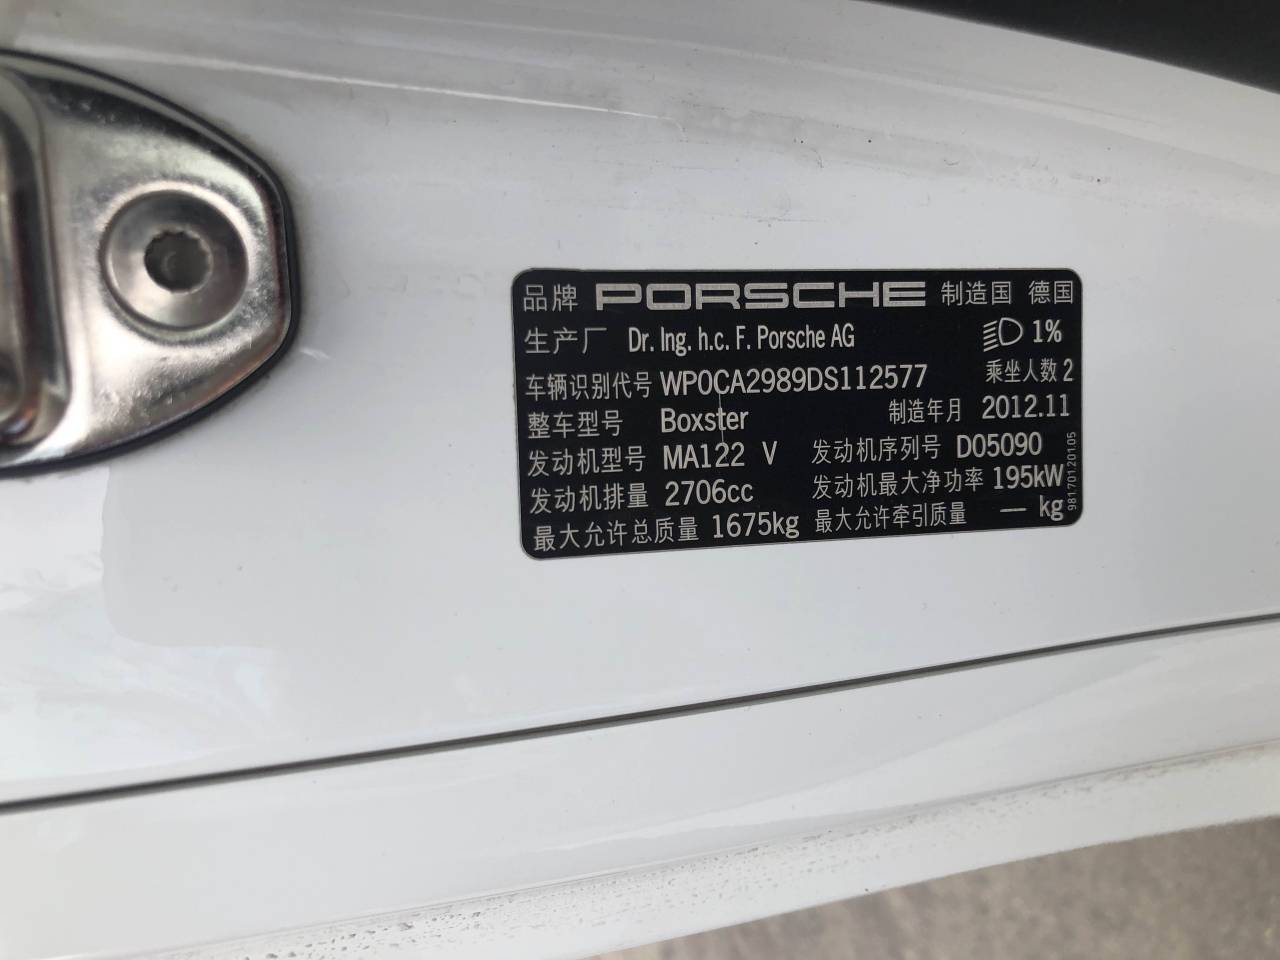 品牌 PORSCHE 制造国 德国
生产厂 Dr. Ing. h.c. F. Porsche AG 1%
车辆识别代号 WP0CA2989DS112577 乘坐人数 2
整车型号 Boxster 制造年月 2012.11
发动机型号 MA122 V 发动机序列号 D05090
发动机排量 2706cc 发动机最大净功率 195kW
最大允许总质量 1675kg 最大允许牵引质量 — kg
981.701.201.05